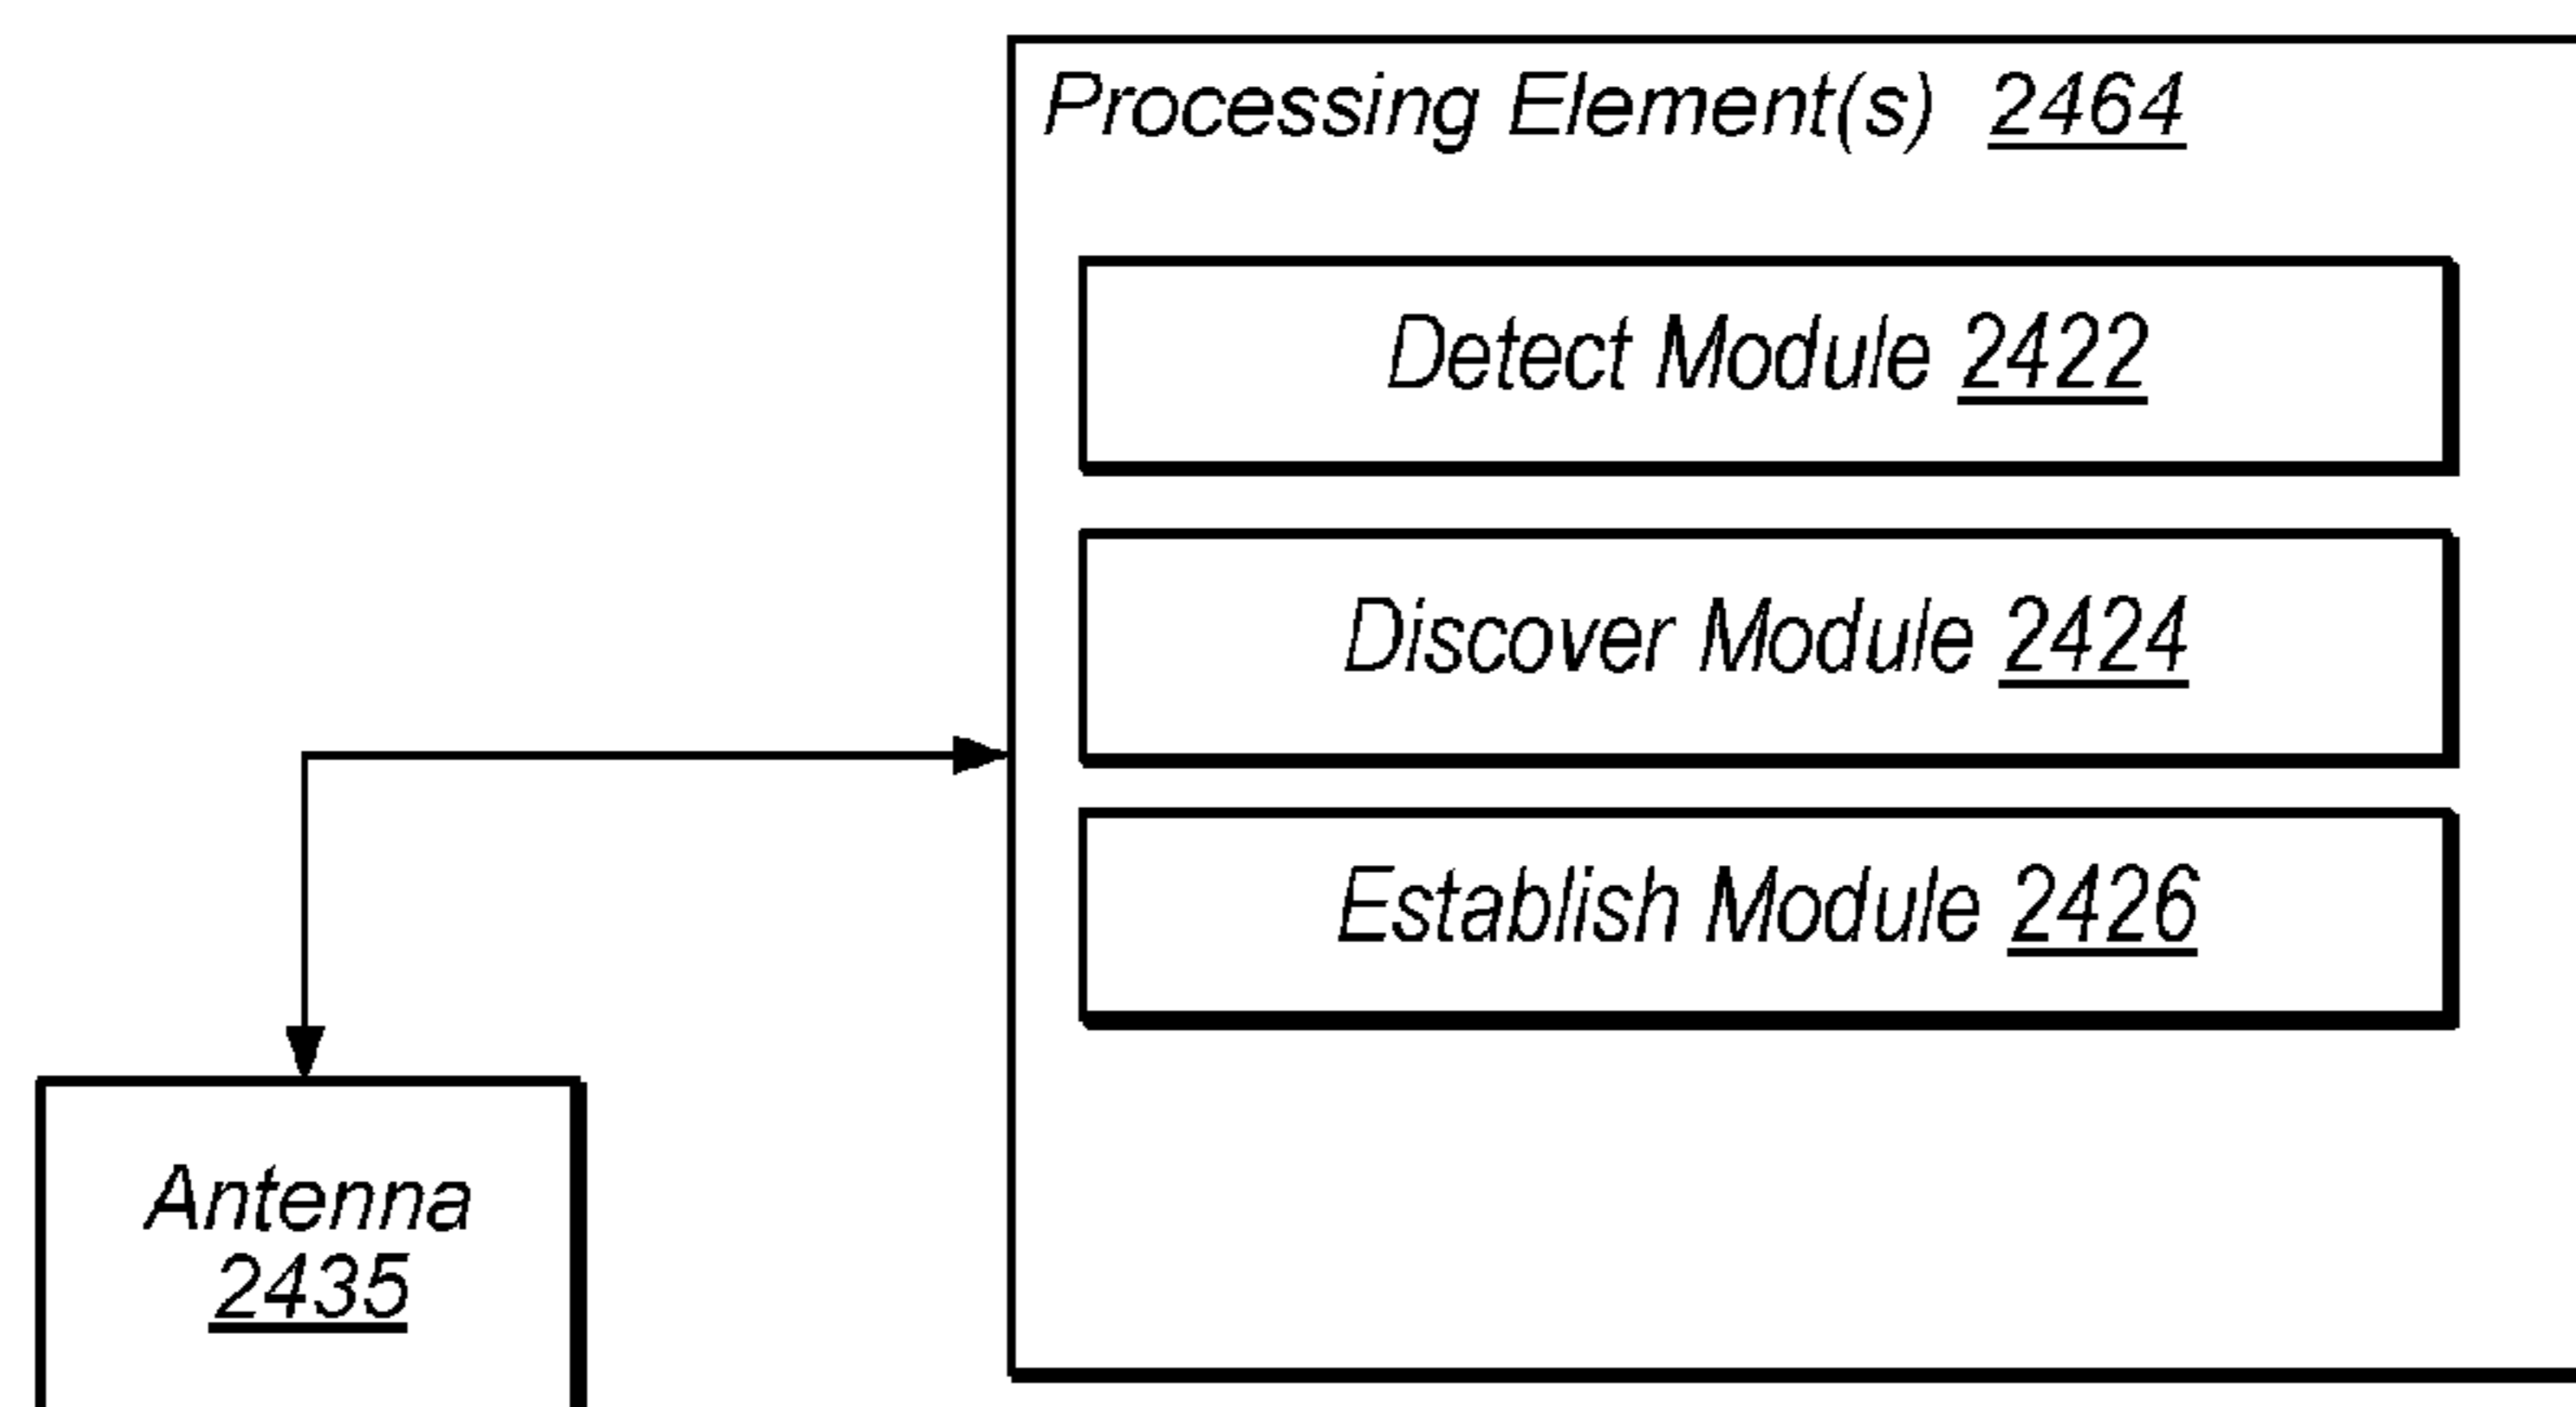 Processing Element(s) 2464
Detect Module 2422
Discover Module 2424
Establish Module 2426
Antenna
2435